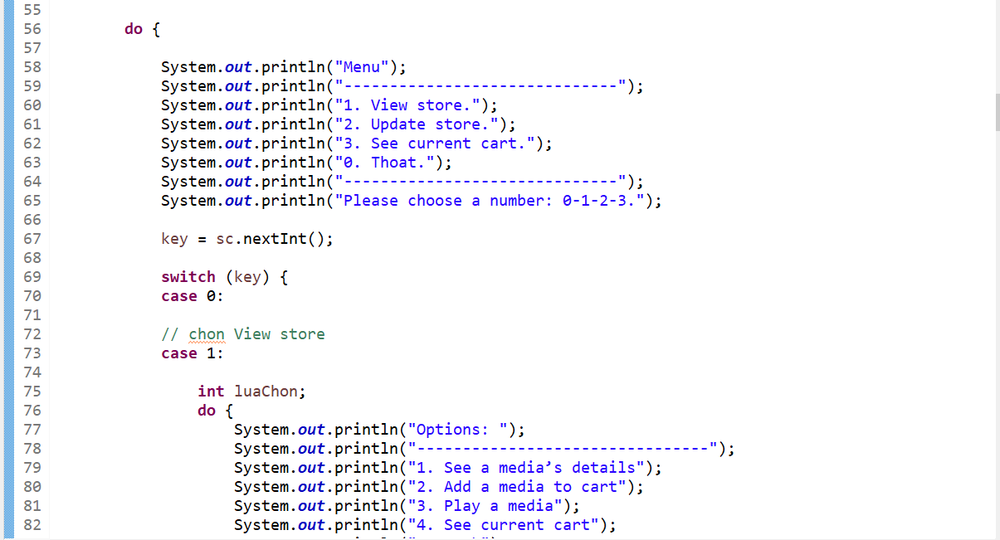 55
56 do {
57
58 System.out.println("Menu");
59 System.out.println("------------------------------");
60 System.out.println("1. View store.");
61 System.out.println("2. Update store.");
62 System.out.println("3. See current cart.");
63 System.out.println("0. Thoat.");
64 System.out.println("------------------------------");
65 System.out.println("Please choose a number: 0-1-2-3.");
66
67 key = sc.nextInt();
68
69 switch (key) {
70 case 0:
71
72 // chon View store
73 case 1:
74
75 int luaChon;
76 do {
77 System.out.println("Options: ");
78 System.out.println("--------------------------------");
79 System.out.println("1. See a media’s details");
80 System.out.println("2. Add a media to cart");
81 System.out.println("3. Play a media");
82 System.out.println("4. See current cart");